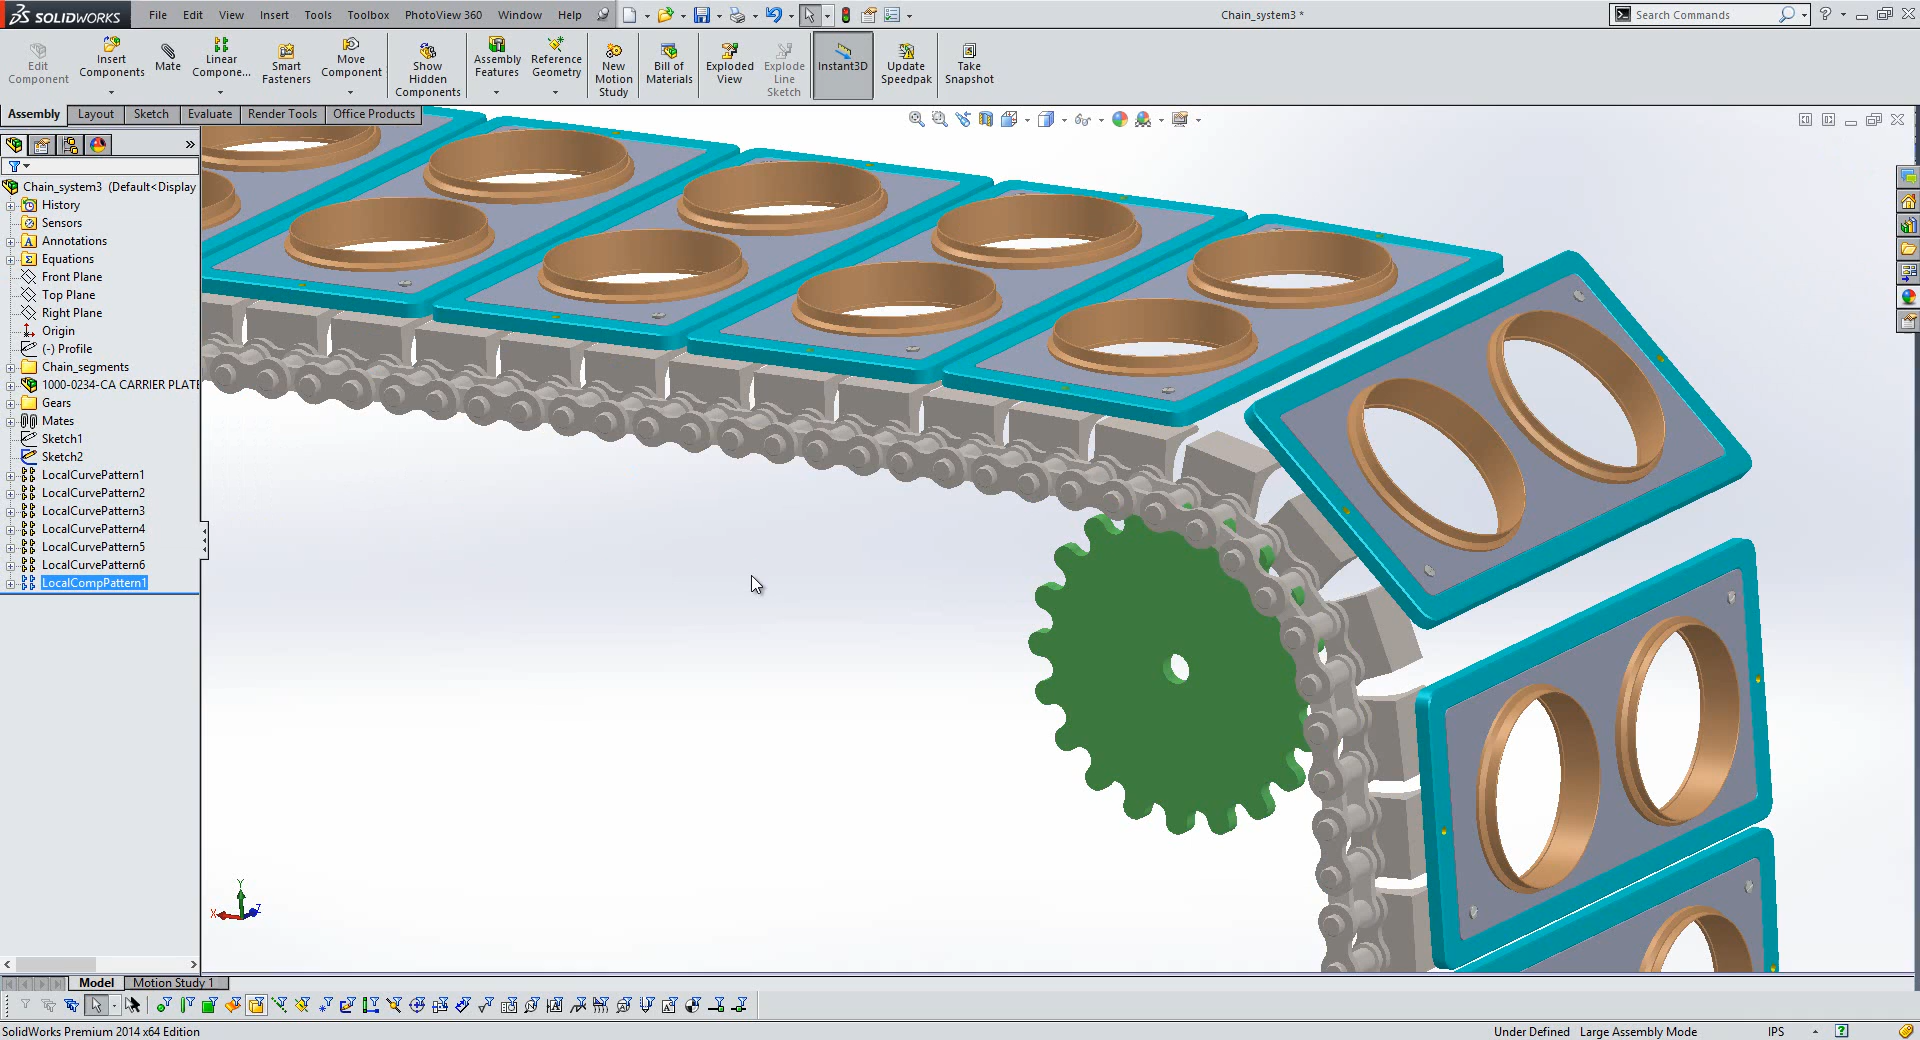 SOLIDWORKS
File Edit View Insert Tools Toolbox PhotoView 360 Window Help
Chain_system3 *
Search Commands
Edit Component
Insert Components
Mate
Linear Compone...
Smart Fasteners
Move Component
Show Hidden Components
Assembly Features
Reference Geometry
New Motion Study
Bill of Materials
Exploded View
Explode Line Sketch
Instant3D
Update Speedpak
Take Snapshot
Assembly Layout Sketch Evaluate Render Tools Office Products
Chain_system3 (Default<Display
History
Sensors
Annotations
Equations
Front Plane
Top Plane
Right Plane
Origin
(-) Profile
Chain_segments
1000-0234-CA CARRIER PLATE
Gears
Mates
Sketch1
Sketch2
LocalCurvePattern1
LocalCurvePattern2
LocalCurvePattern3
LocalCurvePattern4
LocalCurvePattern5
LocalCurvePattern6
LocalCompPattern1
Y
X Z
Model Motion Study 1
SolidWorks Premium 2014 x64 Edition
Under Defined Large Assembly Mode IPS